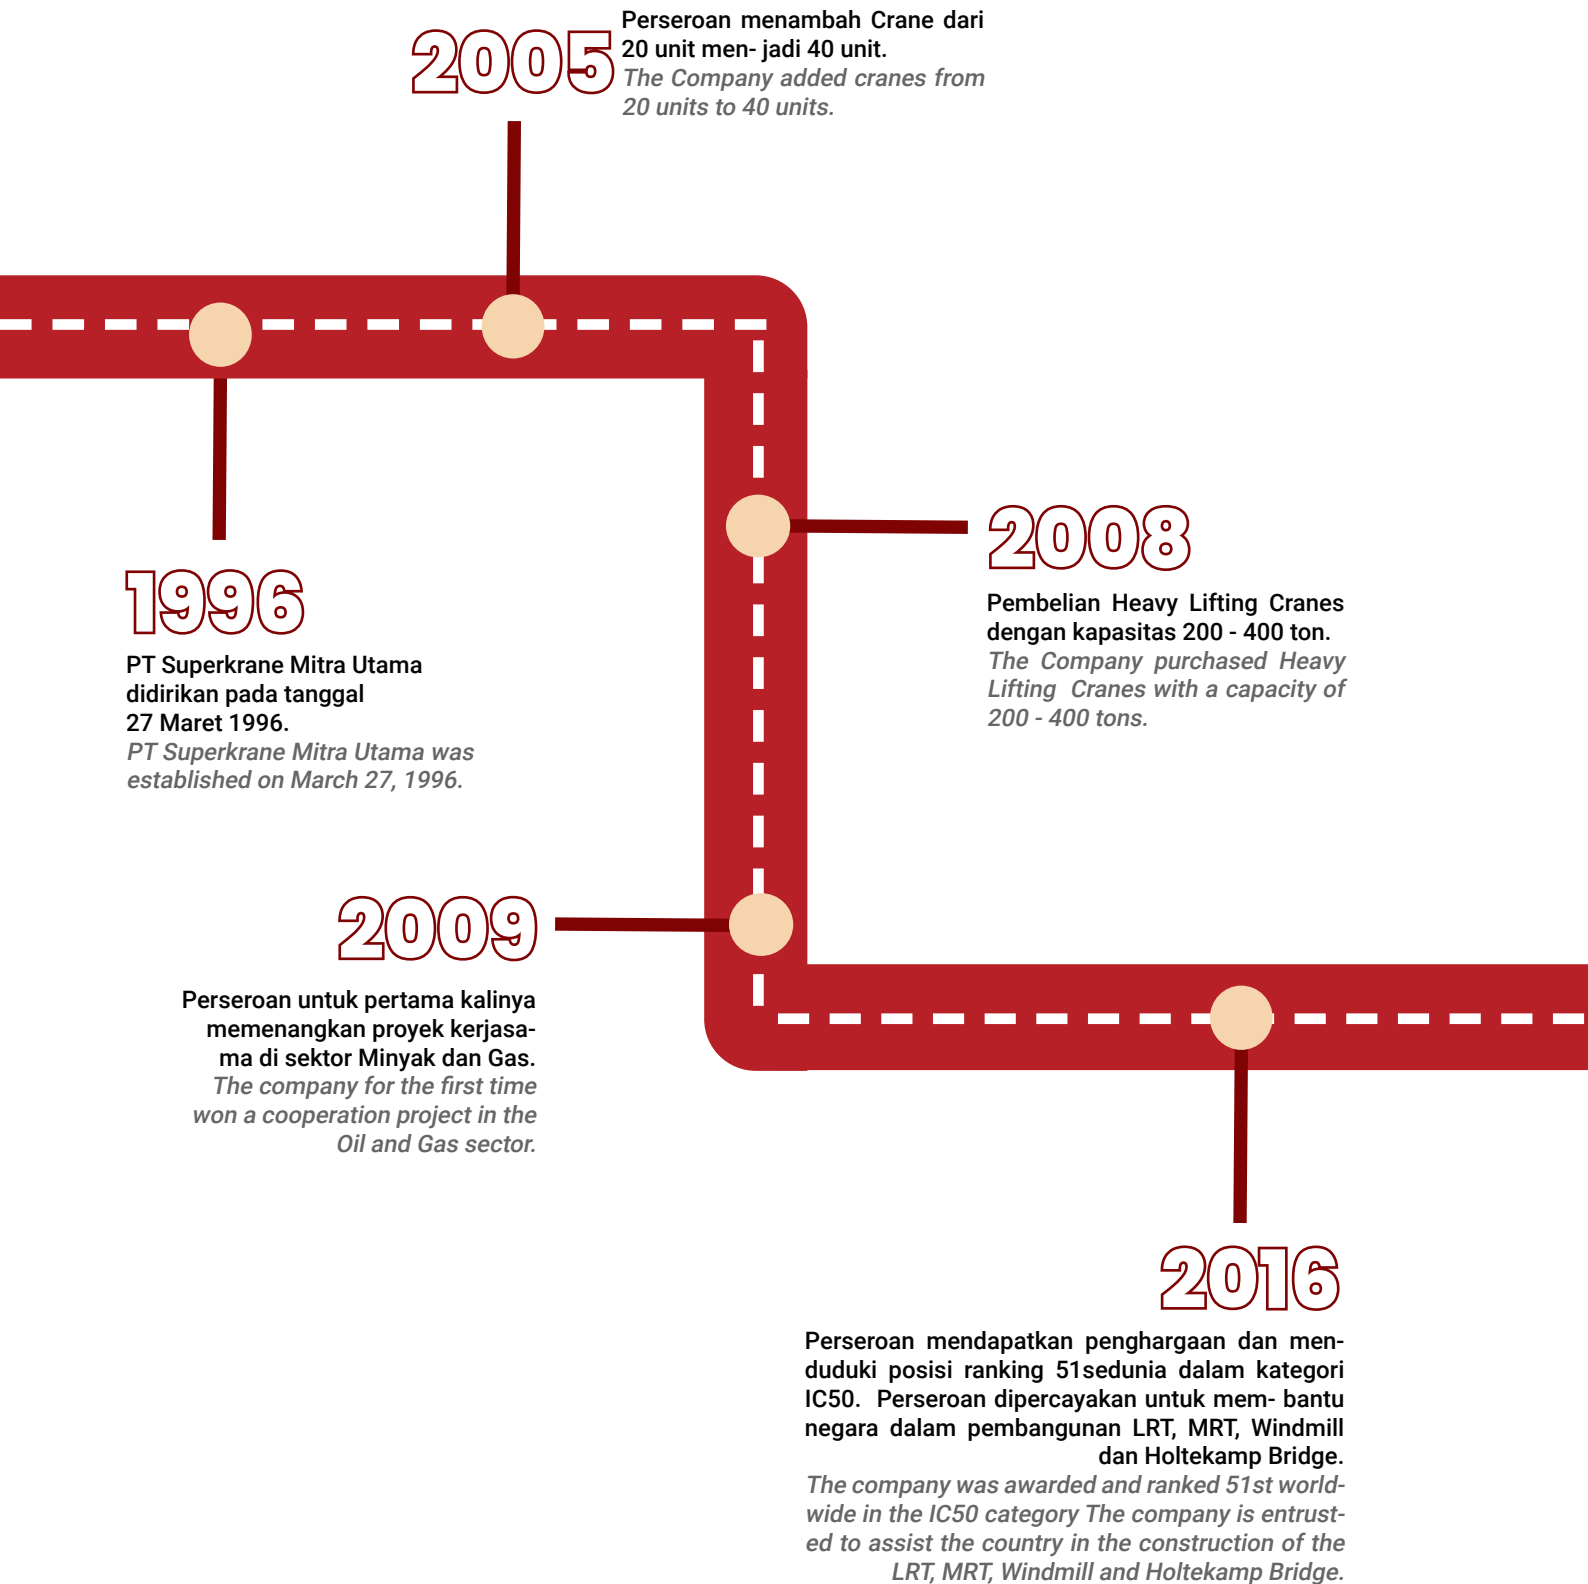 2005
Perseroan menambah Crane dari
20 unit men- jadi 40 unit.
The Company added cranes from
20 units to 40 units.
1996
PT Superkrane Mitra Utama
didirikan pada tanggal
27 Maret 1996.
PT Superkrane Mitra Utama was
established on March 27, 1996.
2008
Pembelian Heavy Lifting Cranes
dengan kapasitas 200 - 400 ton.
The Company purchased Heavy
Lifting Cranes with a capacity of
200 - 400 tons.
2009
Perseroan untuk pertama kalinya
memenangkan proyek kerjasa-
ma di sektor Minyak dan Gas.
The company for the first time
won a cooperation project in the
Oil and Gas sector.
2016
Perseroan mendapatkan penghargaan dan men-
duduki posisi ranking 51sedunia dalam kategori
IC50. Perseroan dipercayakan untuk mem- bantu
negara dalam pembangunan LRT, MRT, Windmill
dan Holtekamp Bridge.
The company was awarded and ranked 51st world-
wide in the IC50 category The company is entrust-
ed to assist the country in the construction of the
LRT, MRT, Windmill and Holtekamp Bridge.